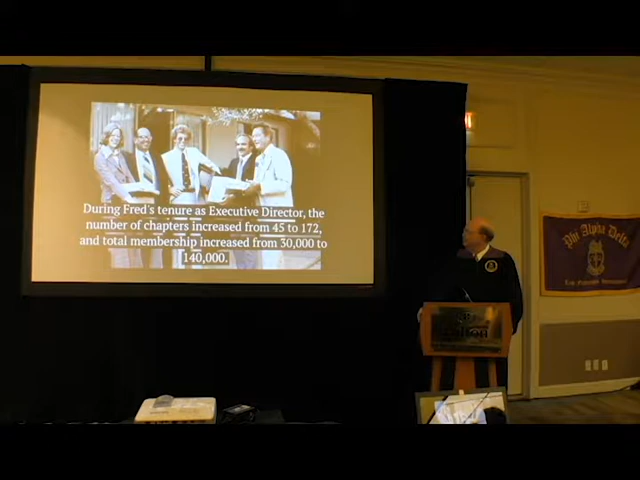 During Fred's tenure as Executive Director, the
number of chapters increased from 45 to 172,
and total membership increased from 30,000 to
140,000.
Phi Alpha Delta
Hilton